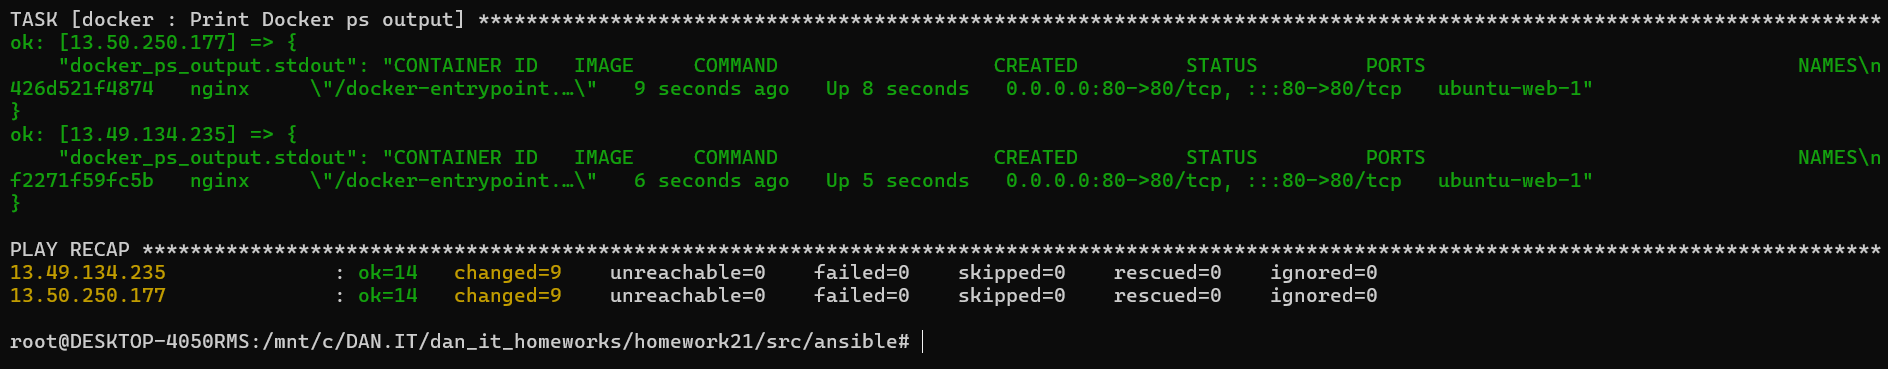 TASK [docker : Print Docker ps output] *********************************************************************************************************************
ok: [13.50.250.177] => {
    "docker_ps_output.stdout": "CONTAINER ID   IMAGE     COMMAND                  CREATED         STATUS         PORTS                               NAMES\n
426d521f4874   nginx     \"/docker-entrypoint.…\"   9 seconds ago   Up 8 seconds   0.0.0.0:80->80/tcp, :::80->80/tcp   ubuntu-web-1"
}
ok: [13.49.134.235] => {
    "docker_ps_output.stdout": "CONTAINER ID   IMAGE     COMMAND                  CREATED         STATUS         PORTS                               NAMES\n
f2271f59fc5b   nginx     \"/docker-entrypoint.…\"   6 seconds ago   Up 5 seconds   0.0.0.0:80->80/tcp, :::80->80/tcp   ubuntu-web-1"
}
PLAY RECAP *************************************************************************************************************************************************
13.49.134.235              : ok=14   changed=9    unreachable=0    failed=0    skipped=0    rescued=0    ignored=0
13.50.250.177              : ok=14   changed=9    unreachable=0    failed=0    skipped=0    rescued=0    ignored=0
root@DESKTOP-4050RMS:/mnt/c/DAN.IT/dan_it_homeworks/homework21/src/ansible#